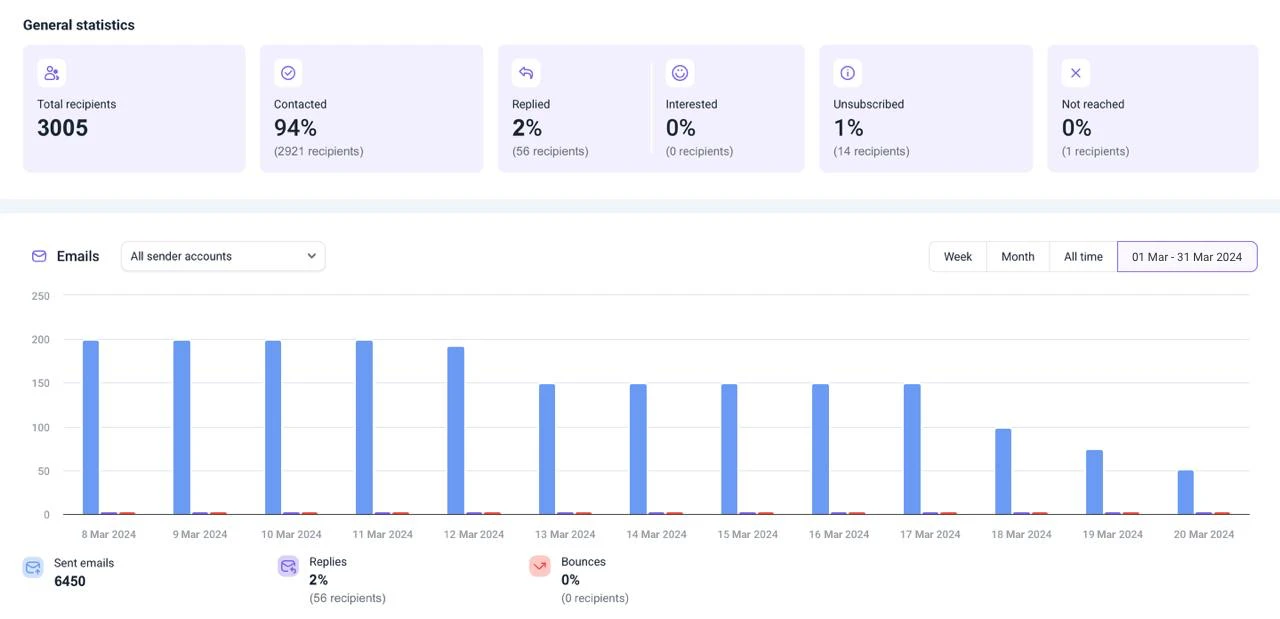 General statistics
Total recipients
3005
Contacted
94%
(2921 recipients)
Replied
2%
(56 recipients)
Interested
0%
(0 recipients)
Unsubscribed
1%
(14 recipients)
Not reached
0%
(1 recipients)
Emails
All sender accounts
Week
Month
All time
01 Mar - 31 Mar 2024
250
200
150
100
50
0
8 Mar 2024
9 Mar 2024
10 Mar 2024
11 Mar 2024
12 Mar 2024
13 Mar 2024
14 Mar 2024
15 Mar 2024
16 Mar 2024
17 Mar 2024
18 Mar 2024
19 Mar 2024
20 Mar 2024
Sent emails
6450
Replies
2%
(56 recipients)
Bounces
0%
(0 recipients)